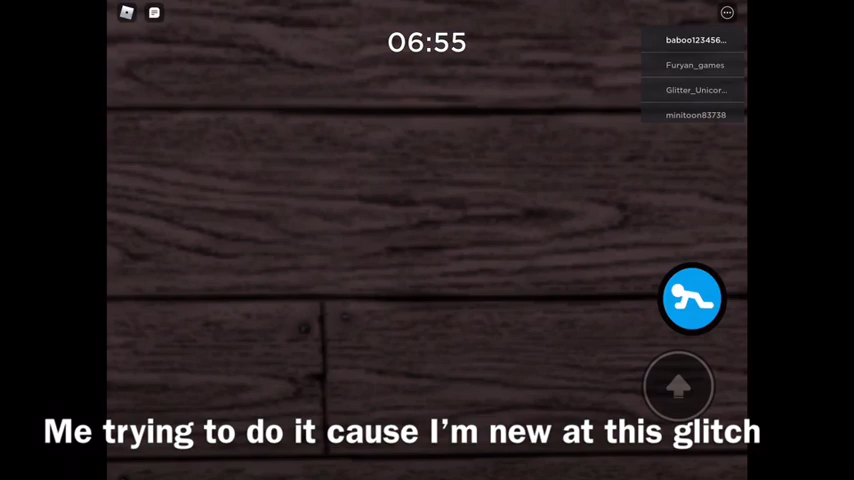 06:55
baboo123456...
Furyan_games
Glitter_Unicor...
minitoon83738
Me trying to do it cause I'm new at this glitch